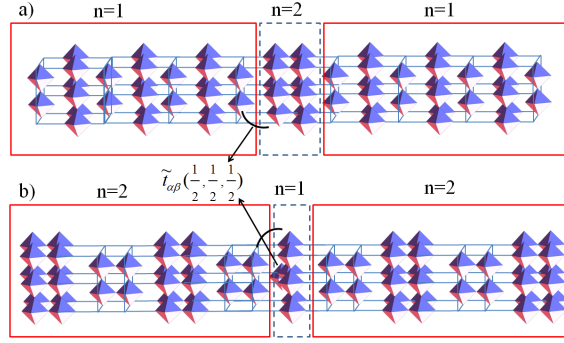 a) n=1 n=2 n=1
t̃αβ(1/2, 1/2, 1/2)
b) n=2 n=1 n=2